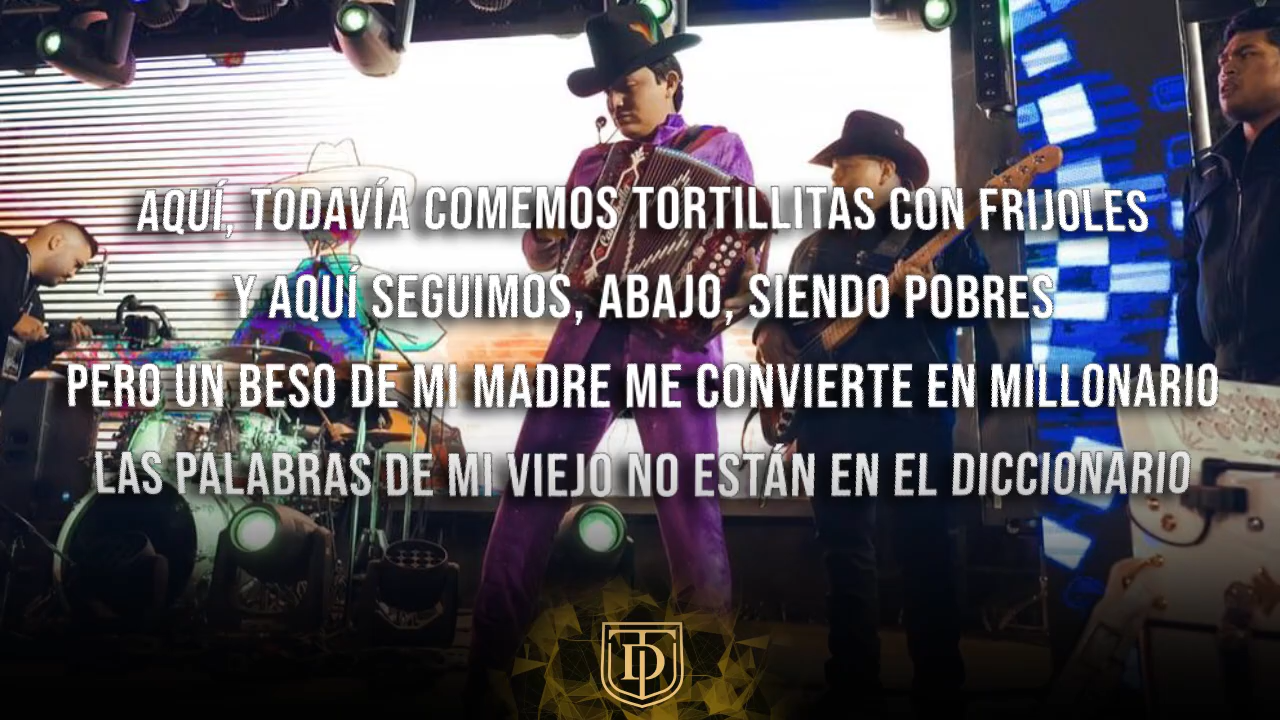 AQUÍ, TODAVÍA COMEMOS TORTILLITAS CON FRIJOLES
Y AQUÍ SEGUIMOS, ABAJO, SIENDO POBRES
PERO UN BESO DE MI MADRE ME CONVIERTE EN MILLONARIO
LAS PALABRAS DE MI VIEJO NO ESTÁN EN EL DICCIONARIO